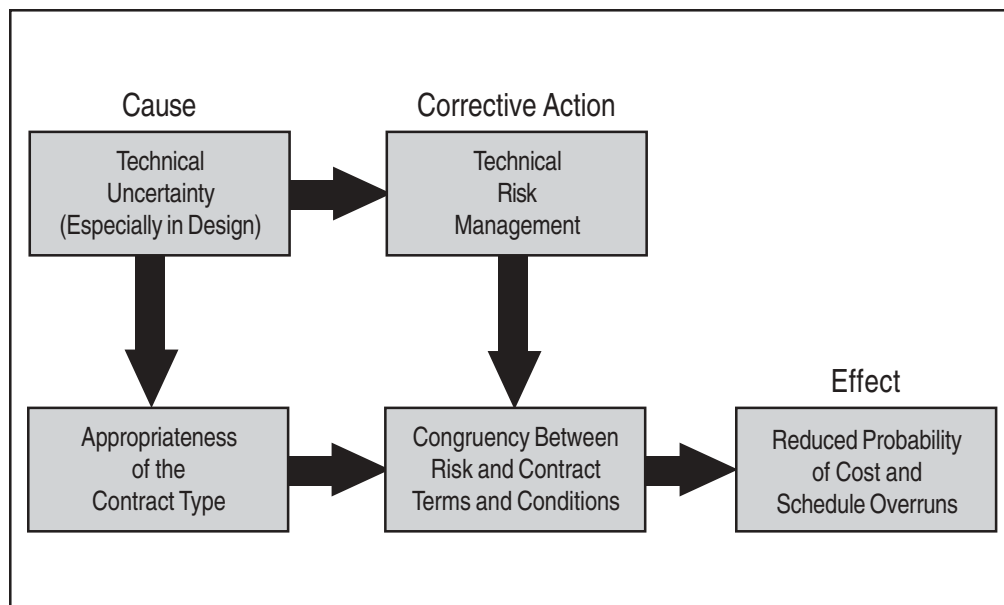 Cause
Technical
Uncertainty
(Especially in Design)
Corrective Action
Technical
Risk
Management
Appropriateness
of the
Contract Type
Congruency Between
Risk and Contract
Terms and Conditions
Effect
Reduced Probability
of Cost and
Schedule Overruns